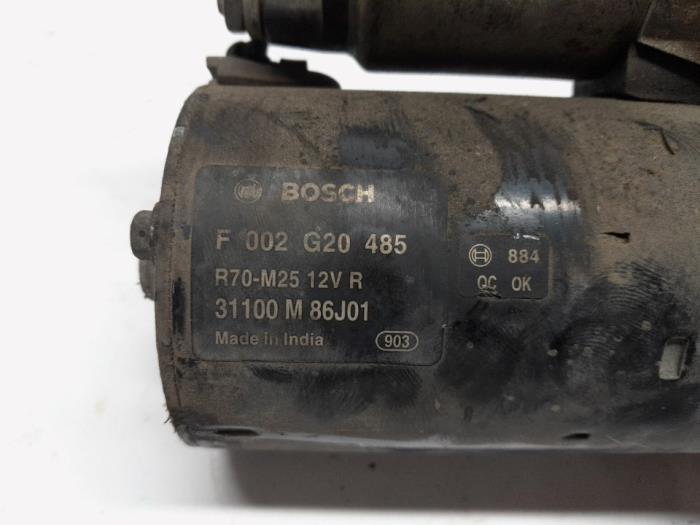 BOSCH
F 002 G20 485
R70-M25 12V R
31100 M 86J01
Made in India 903
884
QC OK